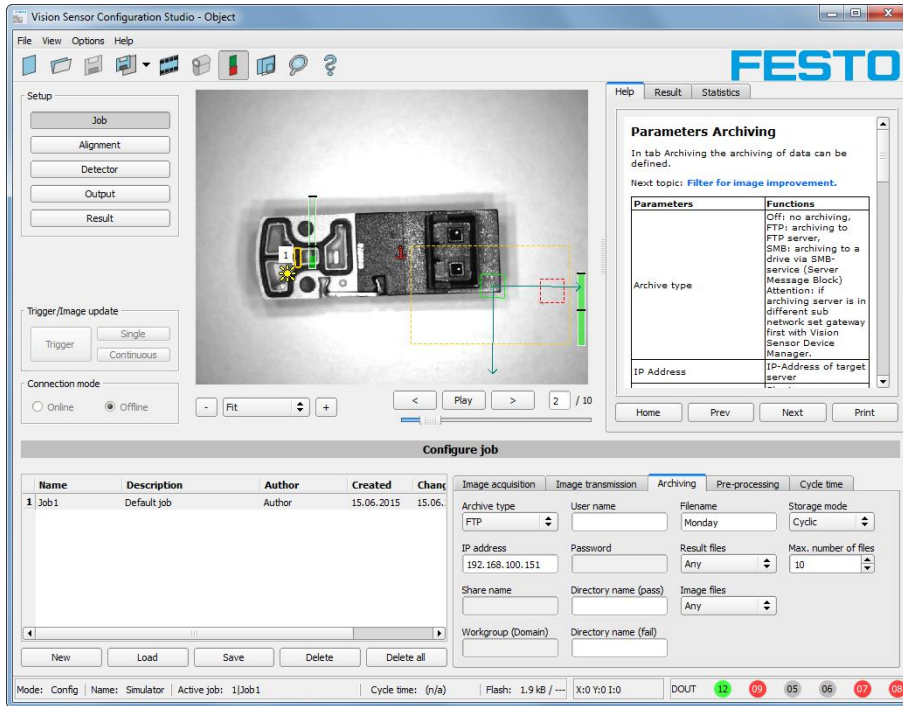 Vision Sensor Configuration Studio - Object
File View Options Help
FESTO
Setup
Job
Alignment
Detector
Output
Result
Trigger/Image update
Trigger
Single
Continuous
Connection mode
Online
Offline
1
-
Fit
+
<
Play
>
2 / 10
Help Result Statistics
Parameters Archiving
In tab Archiving the archiving of data can be
defined.
Next topic: Filter for image improvement.
Parameters Functions
Archive type
Off: no archiving,
FTP: archiving to
FTP server,
SMB: archiving to a
drive via SMB-
service (Server
Message Block)
Attention: if
archiving server is in
different sub
network set gateway
first with Vision
Sensor Device
Manager.
IP Address
IP-Address of target
server
Home Prev Next Print
Configure job
Name Description Author Created Chang
1 Job1 Default job Author 15.06.2015 15.06.
New Load Save Delete Delete all
Image acquisition Image transmission Archiving Pre-processing Cycle time
Archive type User name Filename Storage mode
FTP Monday Cyclic
IP address Password Result files Max. number of files
192.168.100.151 Any 10
Share name Directory name (pass) Image files
Any
Workgroup (Domain) Directory name (fail)
Mode: Config Name: Simulator Active job: 1|Job1 Cycle time: (n/a) Flash: 1.9 kB / --- X:0 Y:0 I:0 DOUT 12 09 05 06 07 08